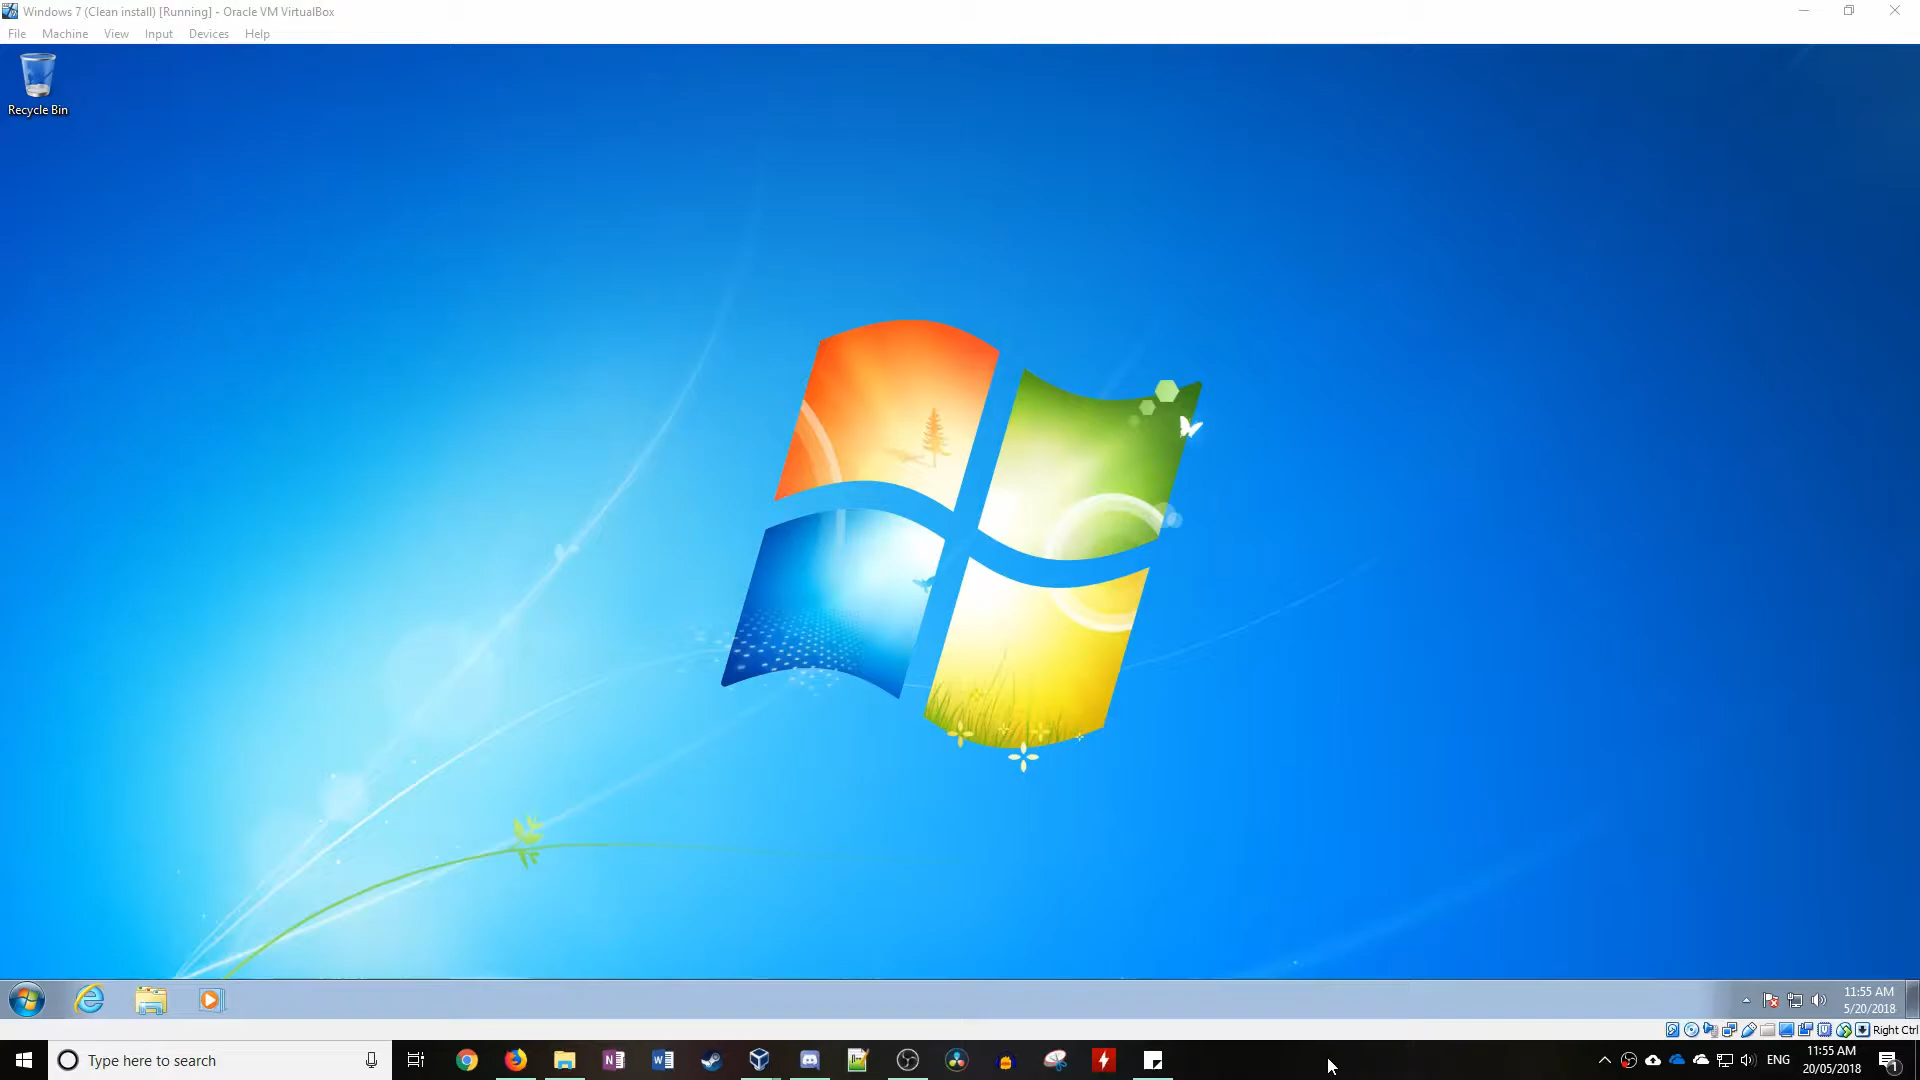 Windows 7 (Clean install) [Running] - Oracle VM VirtualBox
File Machine View Input Devices Help
Recycle Bin
11:55 AM
5/20/2018
Right Ctrl
Type here to search
N
W
ENG
11:55 AM
20/05/2018
1